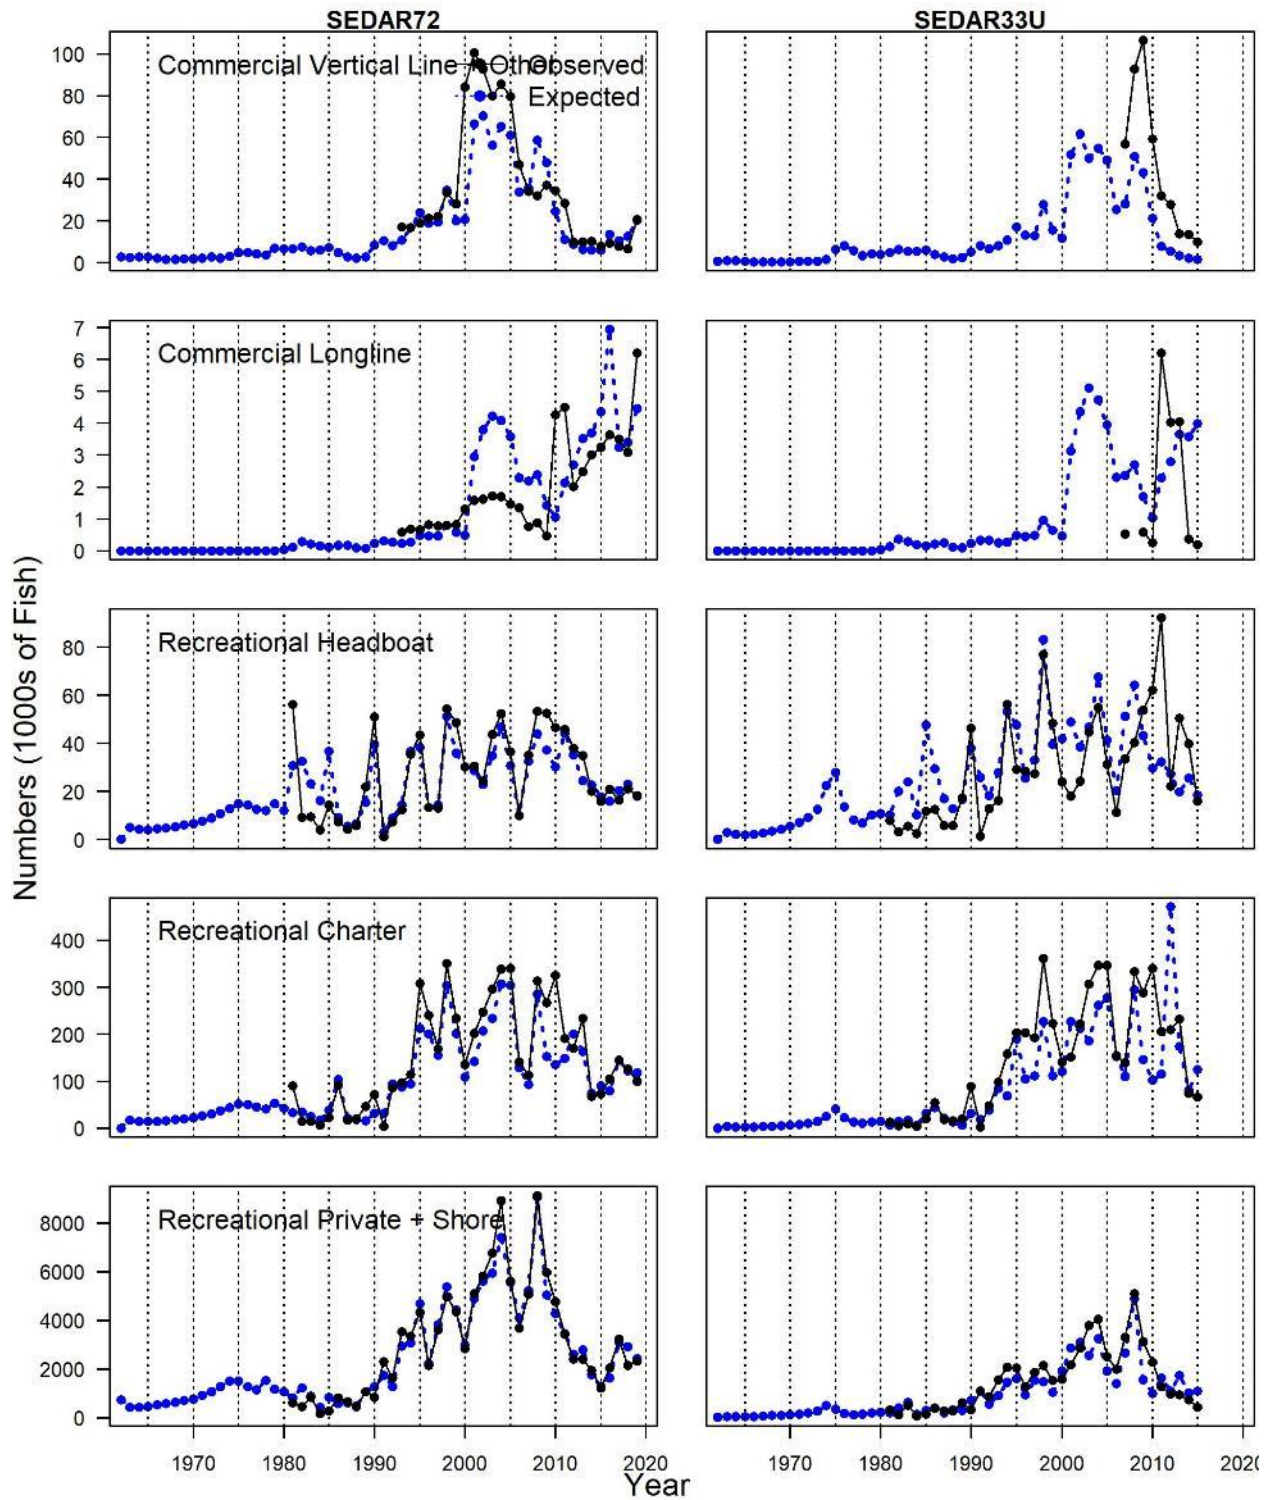 SEDAR72 SEDAR33U
100 Commercial Vertical Line + Other Observed
80 Expected
60
40
20
0
7
6 Commercial Longline
5
4
3
2
1
0
80 Recreational Headboat
60
40
20
0
400 Recreational Charter
300
200
100
0
8000 Recreational Private + Shore
6000
4000
2000
0
1970 1980 1990 2000 2010 2020 1970 1980 1990 2000 2010 2020
Year
Numbers (1000s of Fish)